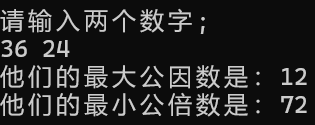 请输入两个数字;
36 24
他们的最大公因数是: 12
他们的最小公倍数是: 72